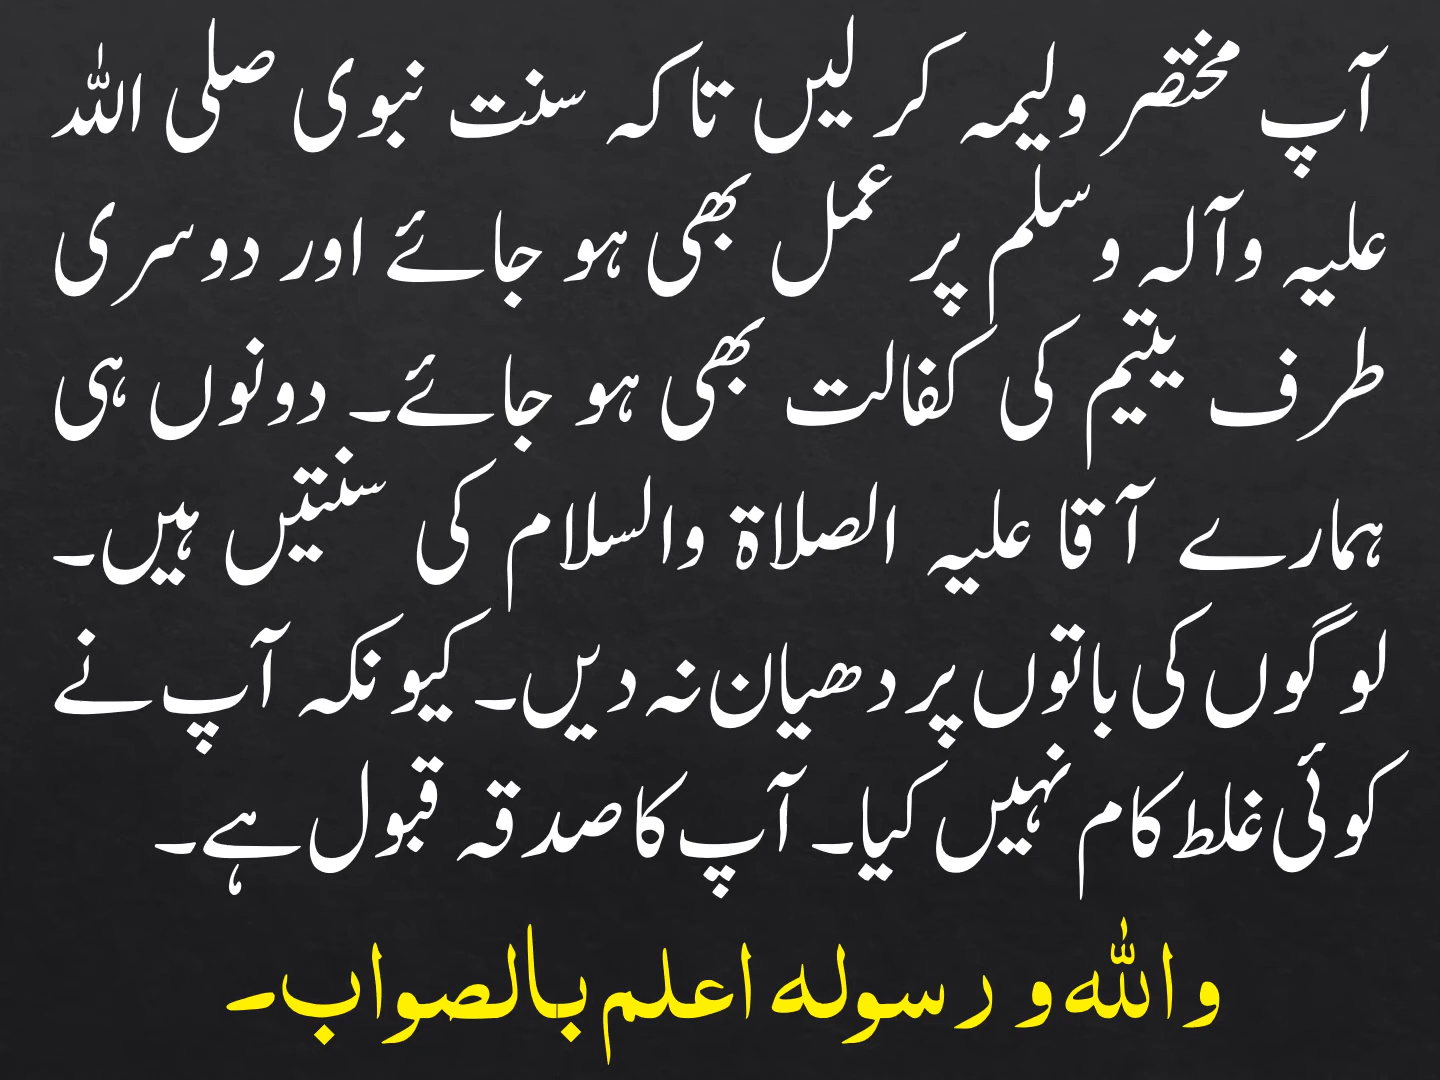 آپ مختصر ولیمہ کر لیں تاکہ سنت نبوی صلی اللہ
علیہ وآلہ وسلم پر عمل بھی ہو جائے اور دوسری
طرف یتیم کی کفالت بھی ہو جائے۔ دونوں ہی
ہمارے آقا علیہ الصلاۃ والسلام کی سنتیں ہیں۔
لوگوں کی باتوں پر دھیان نہ دیں۔ کیونکہ آپ نے
کوئی غلط کام نہیں کیا۔ آپ کا صدقہ قبول ہے۔
واللہ و رسولہ اعلم بالصواب۔